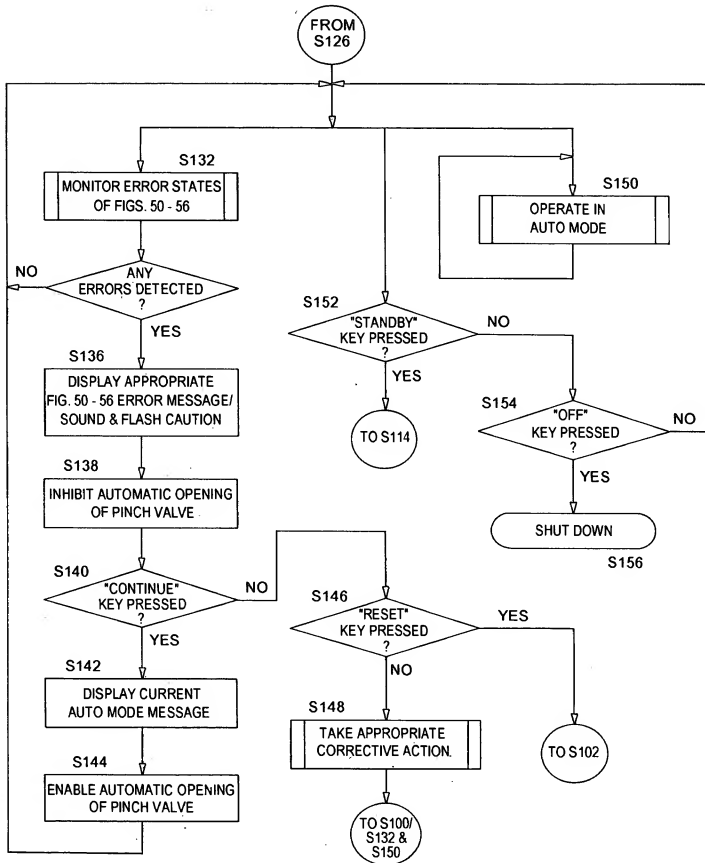 FROM
S126
S132
MONITOR ERROR STATES
OF FIGS. 50 - 56
S150
OPERATE IN
AUTO MODE
NO
ANY
ERRORS DETECTED
?
YES
S152
"STANDBY"
KEY PRESSED
?
NO
YES
S136
DISPLAY APPROPRIATE
FIG. 50 - 56 ERROR MESSAGE/
SOUND & FLASH CAUTION
TO S114
S154
"OFF"
KEY PRESSED
?
NO
YES
S138
INHIBIT AUTOMATIC OPENING
OF PINCH VALVE
SHUT DOWN
S156
S140
"CONTINUE"
KEY PRESSED
?
NO
YES
S146
"RESET"
KEY PRESSED
?
YES
NO
S142
DISPLAY CURRENT
AUTO MODE MESSAGE
S148
TAKE APPROPRIATE
CORRECTIVE ACTION.
TO S102
S144
ENABLE AUTOMATIC OPENING
OF PINCH VALVE
TO S100/
S132 &
S150